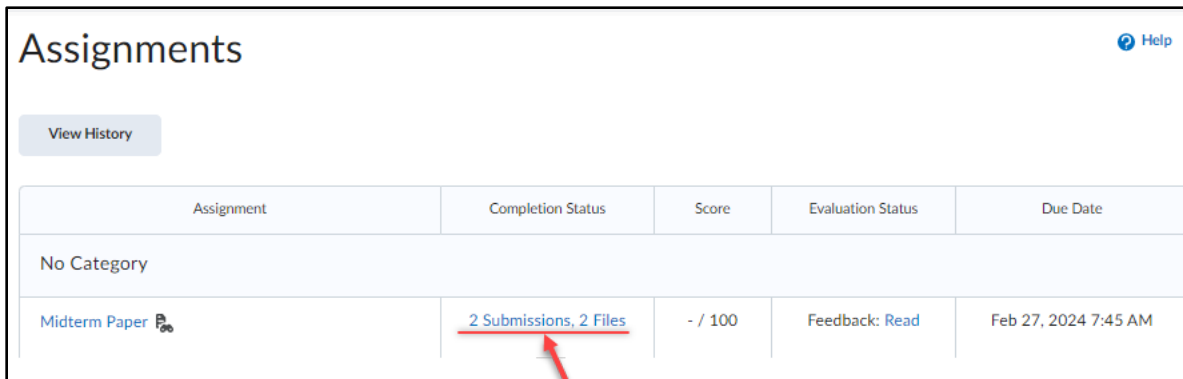 Assignments
Help
View History
Assignment Completion Status Score Evaluation Status Due Date
No Category
Midterm Paper 2 Submissions, 2 Files - / 100 Feedback: Read Feb 27, 2024 7:45 AM